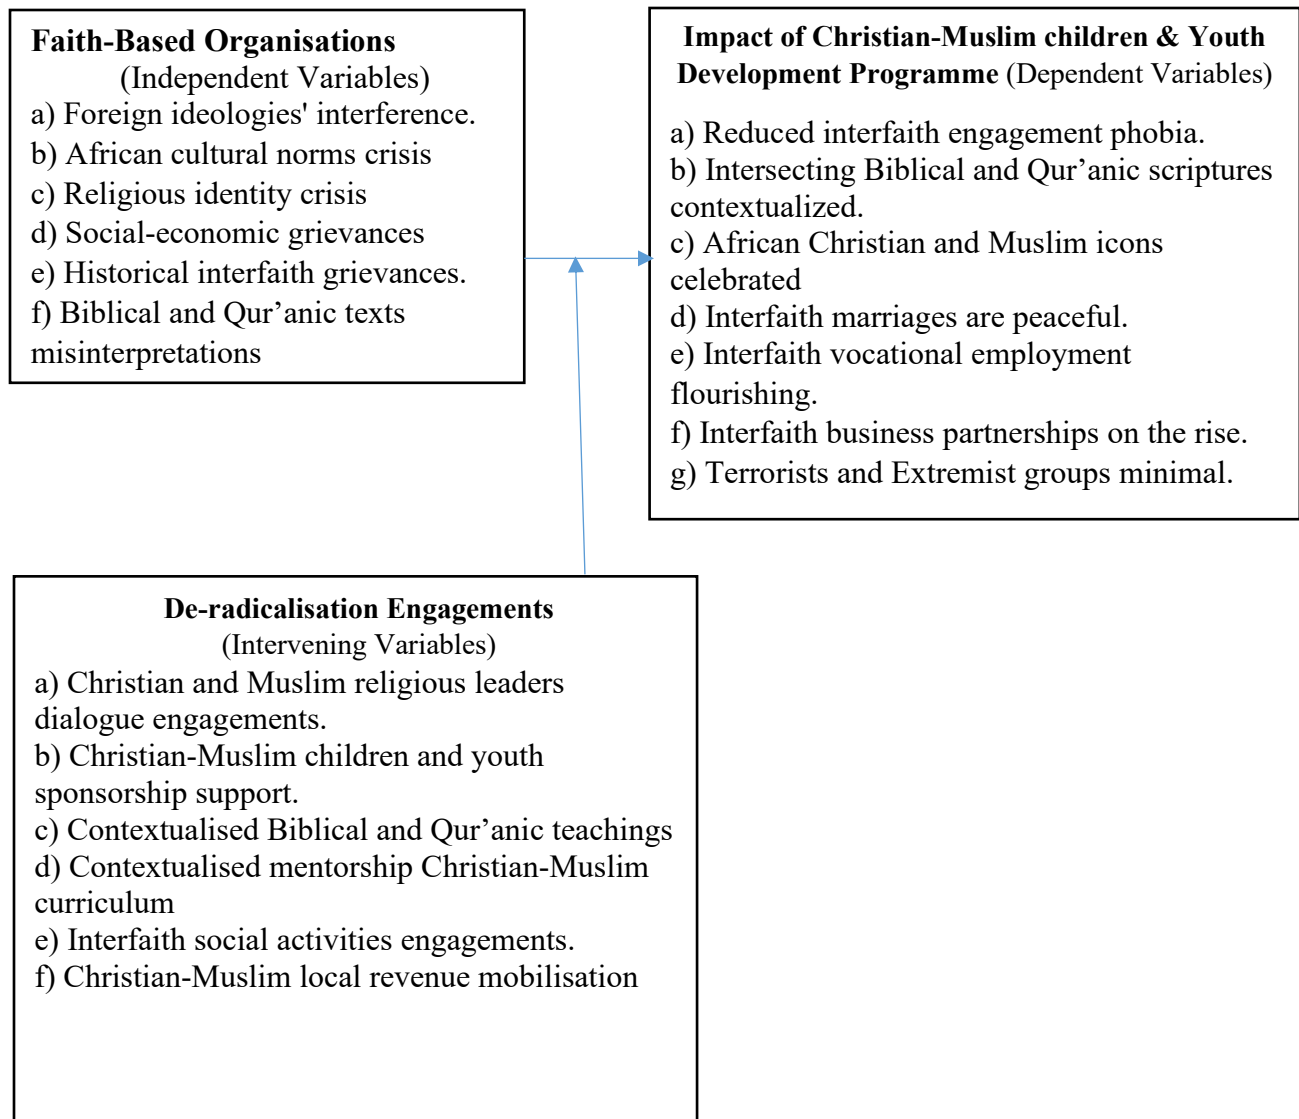 Faith-Based Organisations
(Independent Variables)
a) Foreign ideologies' interference.
b) African cultural norms crisis
c) Religious identity crisis
d) Social-economic grievances
e) Historical interfaith grievances.
f) Biblical and Qur’anic texts
misinterpretations
Impact of Christian-Muslim children & Youth
Development Programme (Dependent Variables)
a) Reduced interfaith engagement phobia.
b) Intersecting Biblical and Qur’anic scriptures
contextualized.
c) African Christian and Muslim icons
celebrated
d) Interfaith marriages are peaceful.
e) Interfaith vocational employment
flourishing.
f) Interfaith business partnerships on the rise.
g) Terrorists and Extremist groups minimal.
De-radicalisation Engagements
(Intervening Variables)
a) Christian and Muslim religious leaders
dialogue engagements.
b) Christian-Muslim children and youth
sponsorship support.
c) Contextualised Biblical and Qur’anic teachings
d) Contextualised mentorship Christian-Muslim
curriculum
e) Interfaith social activities engagements.
f) Christian-Muslim local revenue mobilisation